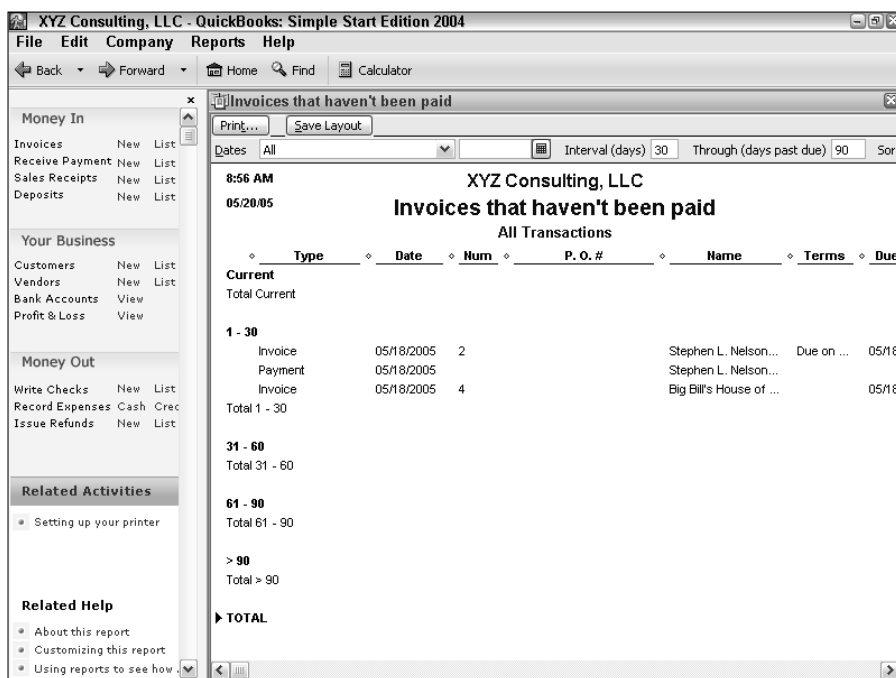 XYZ Consulting, LLC - QuickBooks: Simple Start Edition 2004
File Edit Company Reports Help
Back Forward Home Find Calculator
Money In
Invoices New List
Receive Payment New List
Sales Receipts New List
Deposits New List
Your Business
Customers New List
Vendors New List
Bank Accounts View
Profit & Loss View
Money Out
Write Checks New List
Record Expenses Cash Crec
Issue Refunds New List
Related Activities
Setting up your printer
Related Help
About this report
Customizing this report
Using reports to see how
Invoices that haven't been paid
Print... Save Layout
Dates All Interval (days) 30 Through (days past due) 90 Sor
8:56 AM
05/20/05
XYZ Consulting, LLC
Invoices that haven't been paid
All Transactions
Type Date Num P. O. # Name Terms Due
Current
Total Current
1 - 30
Invoice 05/18/2005 2 Stephen L. Nelson... Due on ... 05/18
Payment 05/18/2005 Stephen L. Nelson...
Invoice 05/18/2005 4 Big Bill's House of ... 05/18
Total 1 - 30
31 - 60
Total 31 - 60
61 - 90
Total 61 - 90
> 90
Total > 90
TOTAL